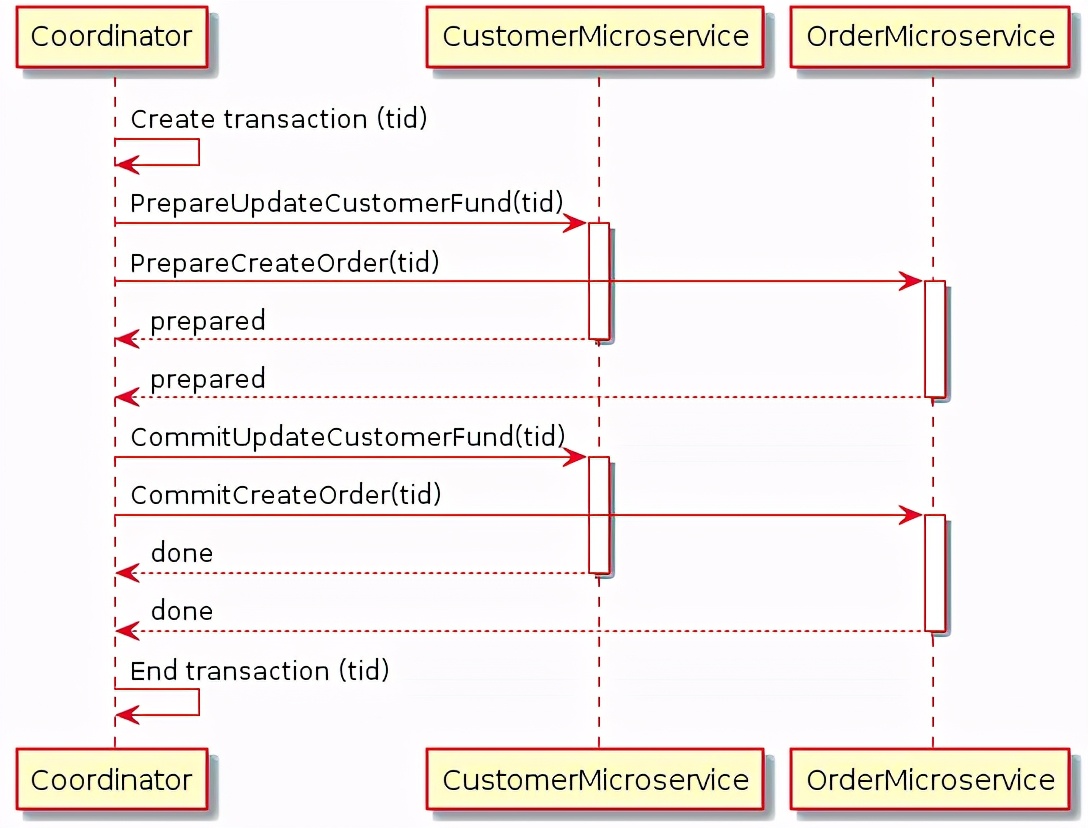 Coordinator
CustomerMicroservice
OrderMicroservice
Create transaction (tid)
PrepareUpdateCustomerFund(tid)
PrepareCreateOrder(tid)
prepared
prepared
CommitUpdateCustomerFund(tid)
CommitCreateOrder(tid)
done
done
End transaction (tid)
Coordinator
CustomerMicroservice
OrderMicroservice